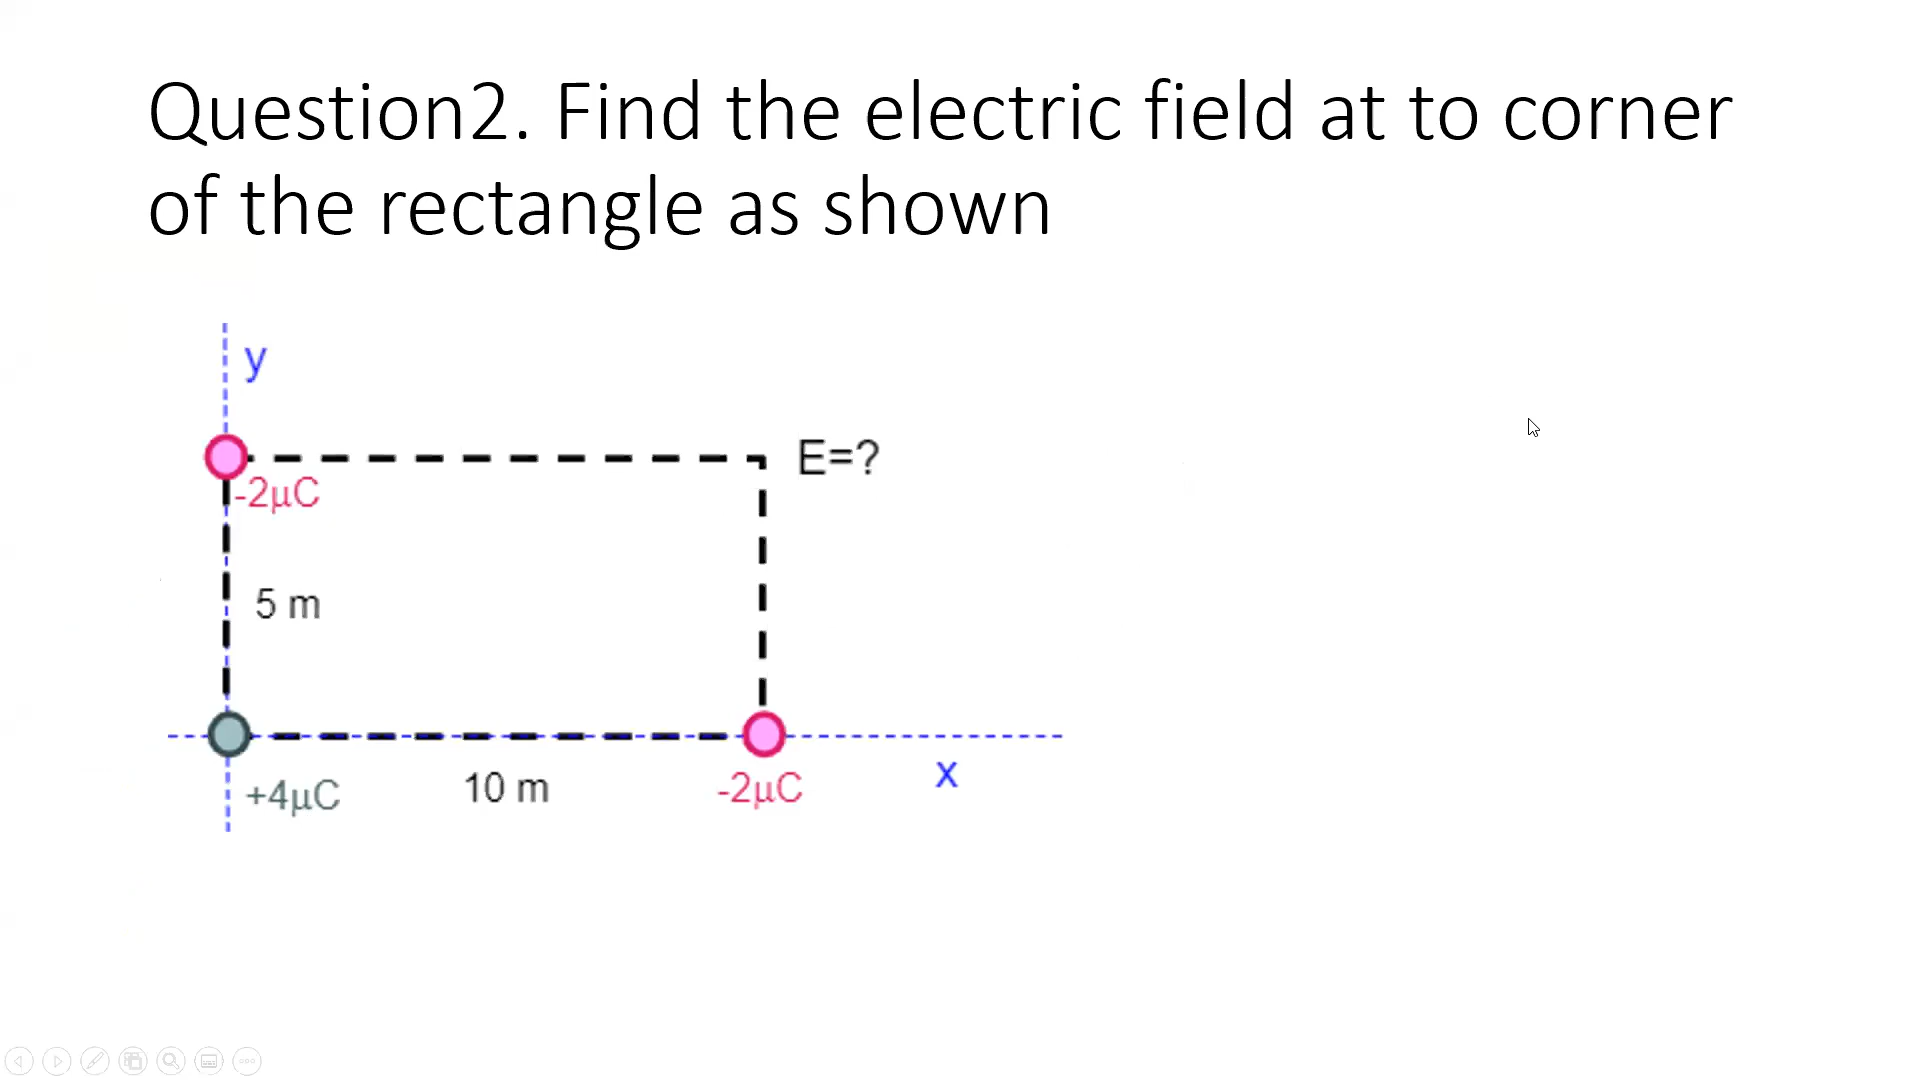 Question2. Find the electric field at to corner
of the rectangle as shown
y
E=?
-2μC
5 m
+4μC
10 m
-2μC
x